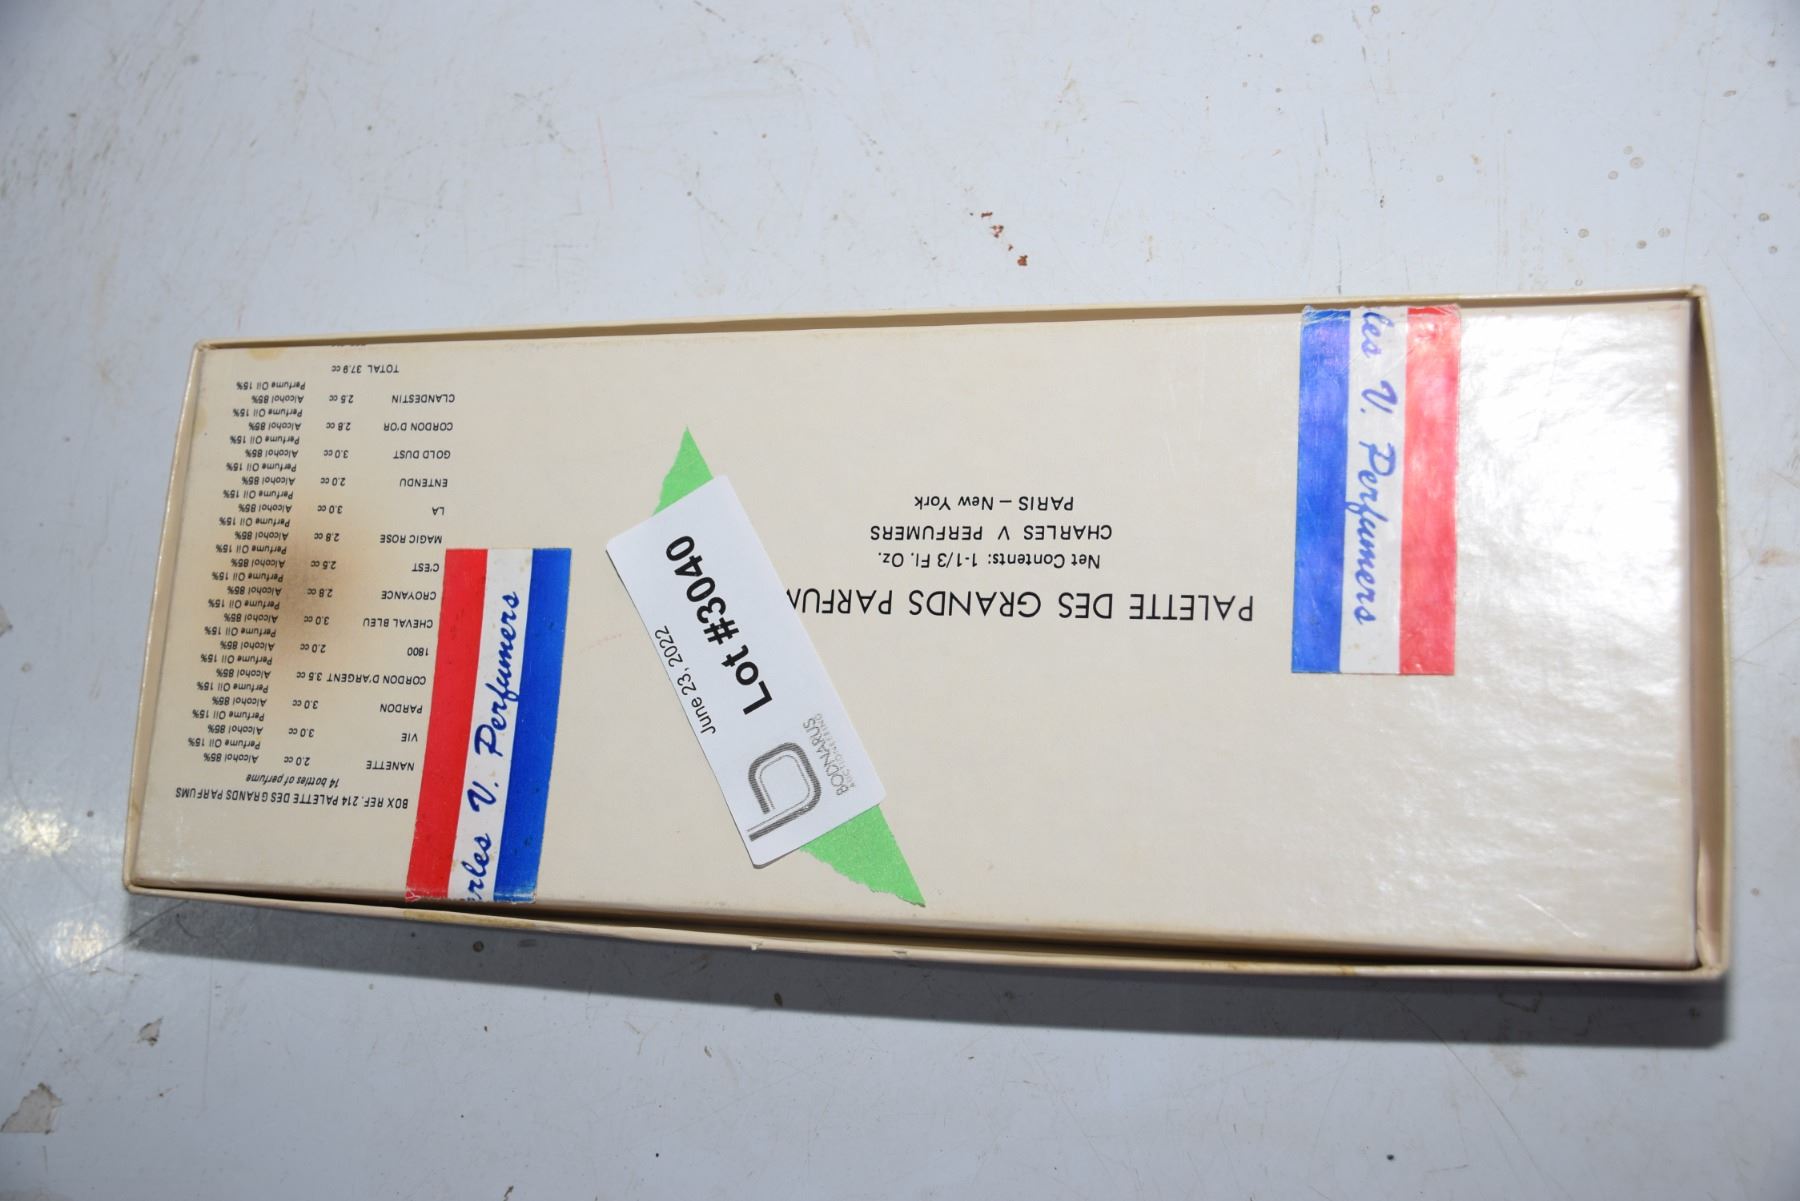 BOX REF. 214 PALETTE DES GRANDS PARFUMS
14 bottles of perfume
NANETTE 2.0 cc Alcohol 85%
Perfume Oil 15%
VIE 3.0 cc Alcohol 85%
Perfume Oil 15%
PARDON 3.0 cc Alcohol 85%
Perfume Oil 15%
CORDON D'ARGENT 3.5 cc Alcohol 85%
Perfume Oil 15%
1800 2.0 cc Alcohol 85%
Perfume Oil 15%
CHEVAL BLEU 3.0 cc Alcohol 85%
Perfume Oil 15%
CROYANCE 2.8 cc Alcohol 85%
Perfume Oil 15%
C'EST 2.5 cc Alcohol 85%
Perfume Oil 15%
MAGIC ROSE 2.8 cc Alcohol 85%
Perfume Oil 15%
LA 3.0 cc Alcohol 85%
Perfume Oil 15%
ENTENDU 2.0 cc Alcohol 85%
Perfume Oil 15%
GOLD DUST 3.0 cc Alcohol 85%
Perfume Oil 15%
CORDON D'OR 2.8 cc Alcohol 85%
Perfume Oil 15%
CLANDESTIN 2.5 cc Alcohol 85%
Perfume Oil 15%
TOTAL 37.9 cc
rles V. Perfumers
June 23, 2022
Lot #3040
BODNARUS
AUCTIONEERING
PALETTE DES GRANDS PARFUM
Net Contents: 1-1/3 Fl. Oz.
CHARLES V PERFUMERS
PARIS – New York
les V. Perfumers